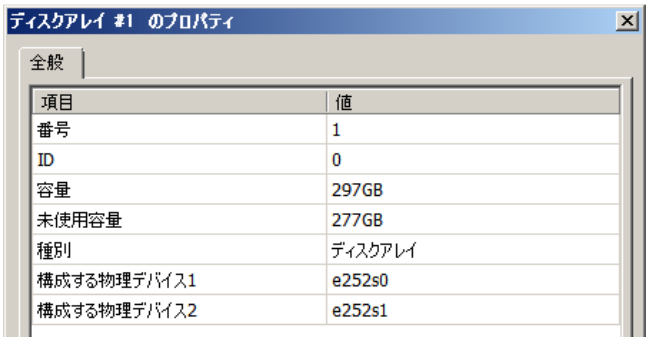 ディスクアレイ #1 のプロパティ
全般
項目 値
番号 1
ID 0
容量 297GB
未使用容量 277GB
種別 ディスクアレイ
構成する物理デバイス1 e252s0
構成する物理デバイス2 e252s1